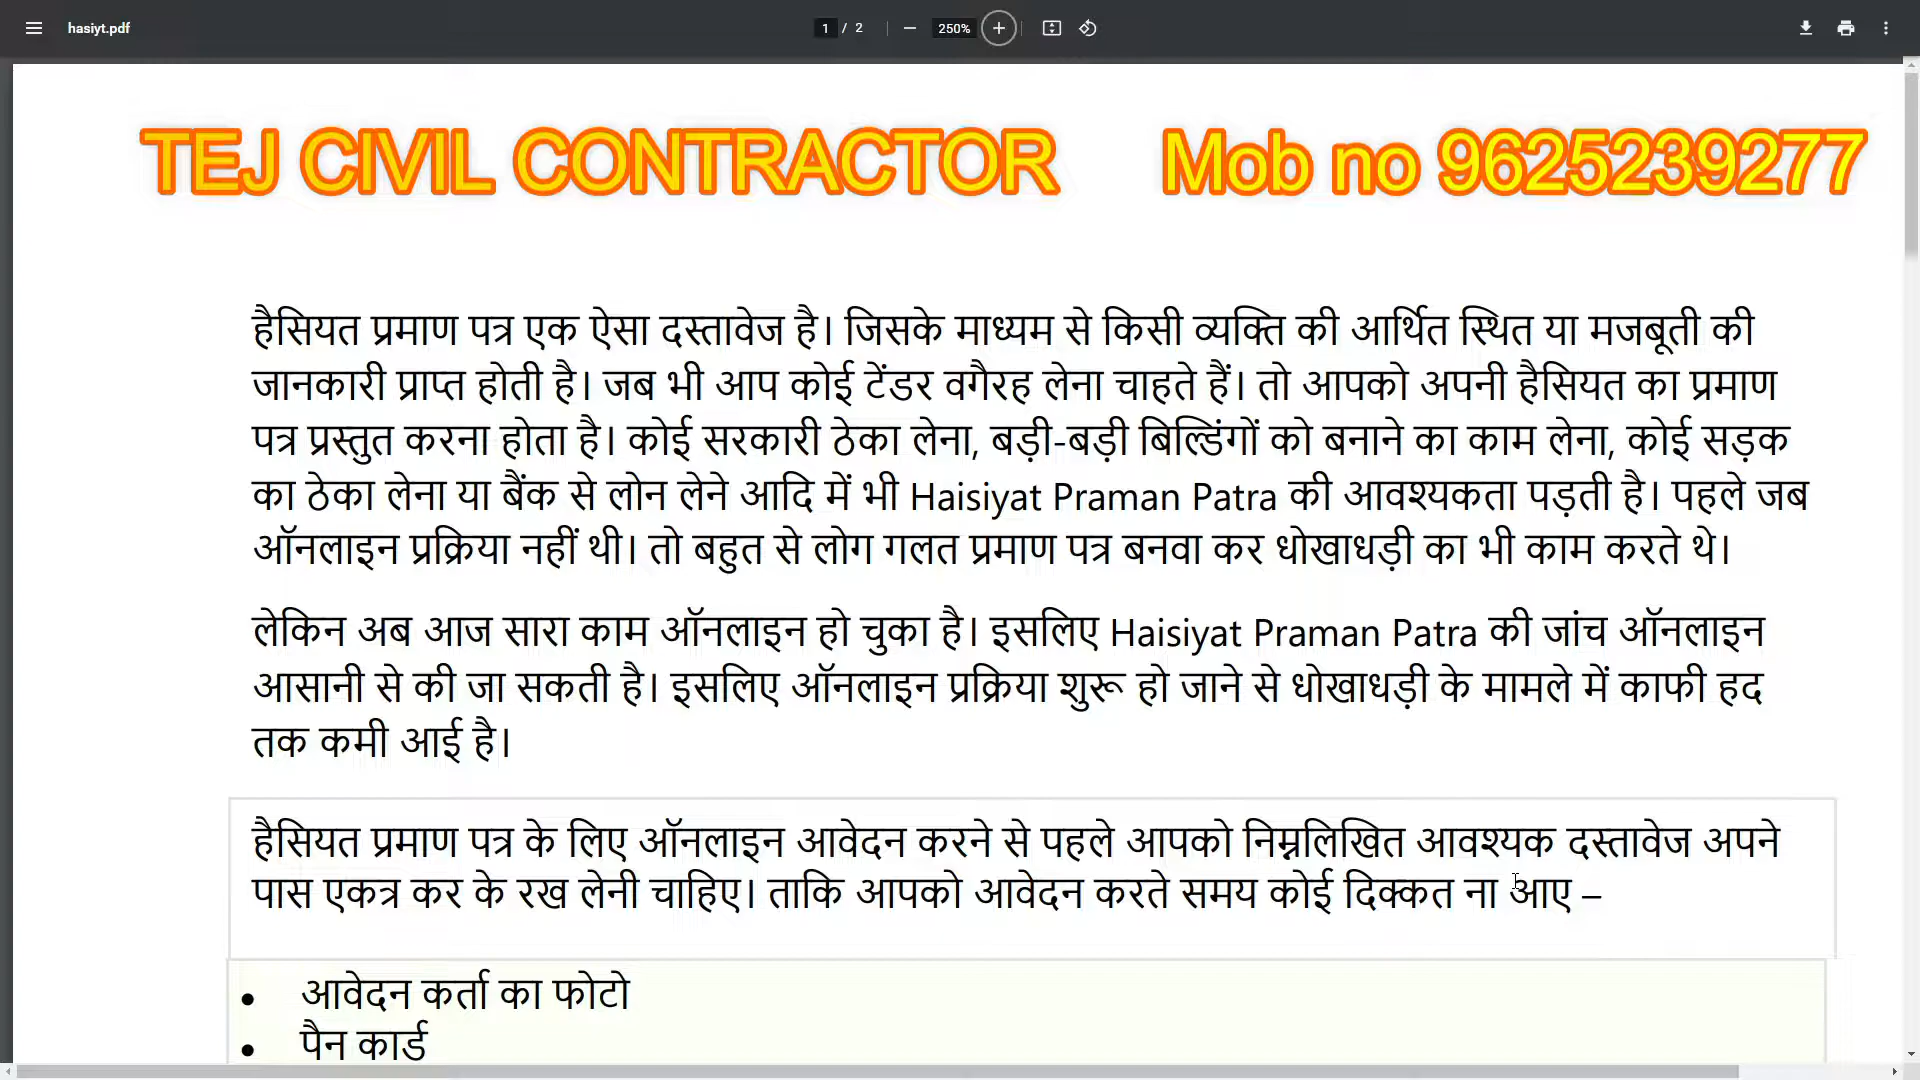 hasiyt.pdf
1 / 2
250%
TEJ CIVIL CONTRACTOR Mob no 9625239277
हैसियत प्रमाण पत्र एक ऐसा दस्तावेज है। जिसके माध्यम से किसी व्यक्ति की आर्थित स्थित या मजबूती की
जानकारी प्राप्त होती है। जब भी आप कोई टेंडर वगैरह लेना चाहते हैं। तो आपको अपनी हैसियत का प्रमाण
पत्र प्रस्तुत करना होता है। कोई सरकारी ठेका लेना, बड़ी-बड़ी बिल्डिंगों को बनाने का काम लेना, कोई सड़क
का ठेका लेना या बैंक से लोन लेने आदि में भी Haisiyat Praman Patra की आवश्यकता पड़ती है। पहले जब
ऑनलाइन प्रक्रिया नहीं थी। तो बहुत से लोग गलत प्रमाण पत्र बनवा कर धोखाधड़ी का भी काम करते थे।
लेकिन अब आज सारा काम ऑनलाइन हो चुका है। इसलिए Haisiyat Praman Patra की जांच ऑनलाइन
आसानी से की जा सकती है। इसलिए ऑनलाइन प्रक्रिया शुरू हो जाने से धोखाधड़ी के मामले में काफी हद
तक कमी आई है।
हैसियत प्रमाण पत्र के लिए ऑनलाइन आवेदन करने से पहले आपको निम्नलिखित आवश्यक दस्तावेज अपने
पास एकत्र कर के रख लेनी चाहिए। ताकि आपको आवेदन करते समय कोई दिक्कत ना आए –
• आवेदन कर्ता का फोटो
• पैन कार्ड